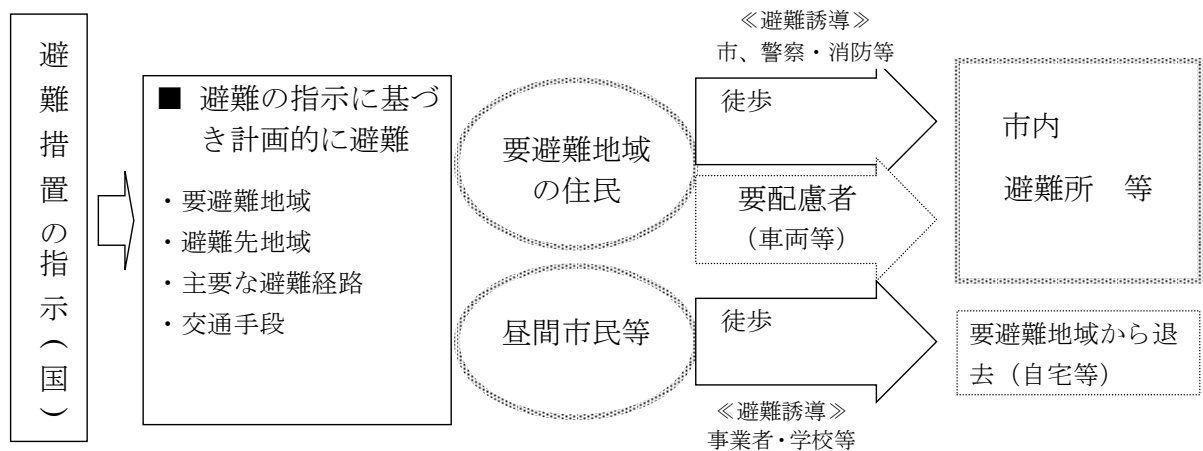 避難措置の指示(国)
■ 避難の指示に基づ
き計画的に避難
・要避難地域
・避難先地域
・主要な避難経路
・交通手段
要避難地域
の住民
昼間市民等
≪避難誘導≫
市、警察・消防等
徒歩
要配慮者
(車両等)
徒歩
≪避難誘導≫
事業者・学校等
市内
避難所 等
要避難地域から退
去(自宅等)